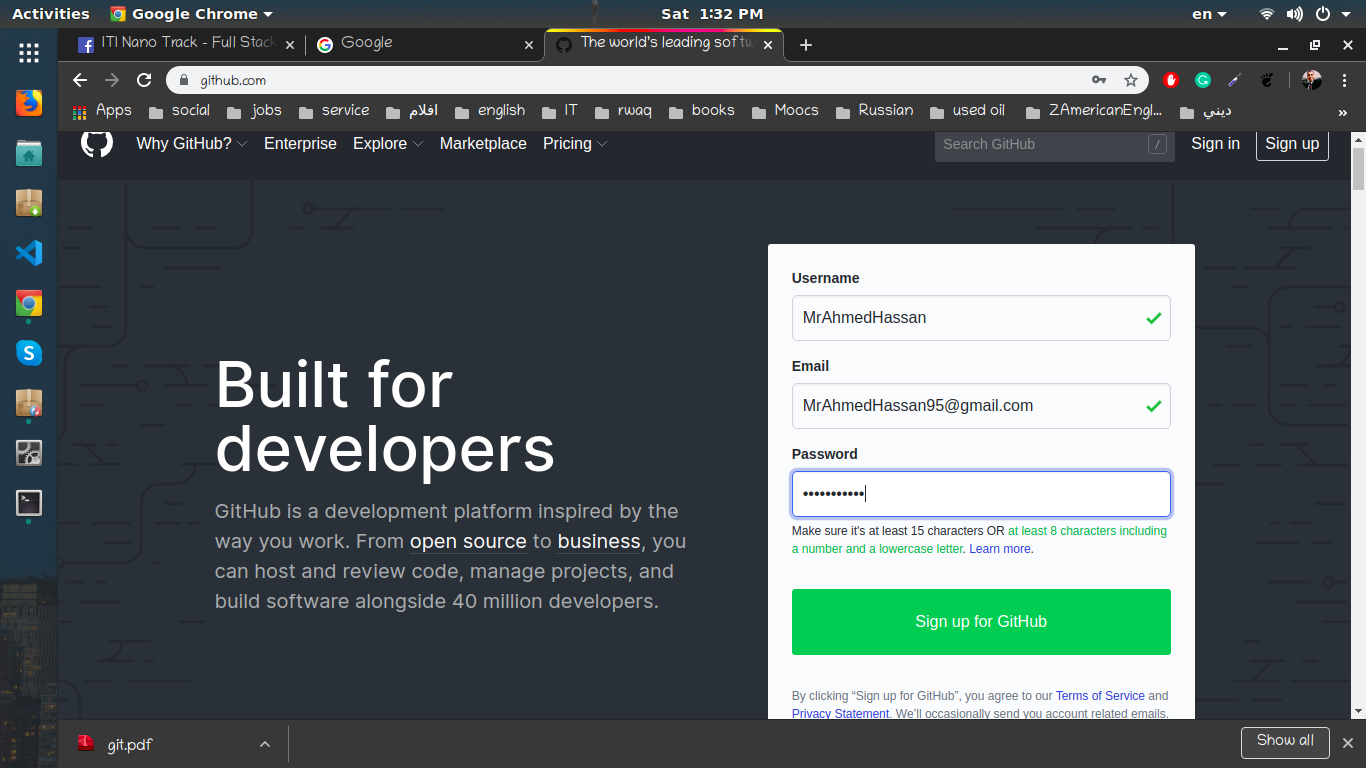 Activities Google Chrome Sat 1:32 PM en
ITI Nano Track - Full Stack Google The world's leading softw
github.com
Apps social jobs service افلام english IT rwaq books Moocs Russian used oil ZAmericanEngl... ديني »
Why GitHub? Enterprise Explore Marketplace Pricing Search GitHub / Sign in Sign up
Username
MrAhmedHassan
Email
MrAhmedHassan95@gmail.com
Password
•••••••••••
Make sure it's at least 15 characters OR at least 8 characters including
a number and a lowercase letter. Learn more.
Sign up for GitHub
By clicking “Sign up for GitHub”, you agree to our Terms of Service and
Privacy Statement. We'll occasionally send you account related emails.
Built for
developers
GitHub is a development platform inspired by the
way you work. From open source to business, you
can host and review code, manage projects, and
build software alongside 40 million developers.
git.pdf Show all